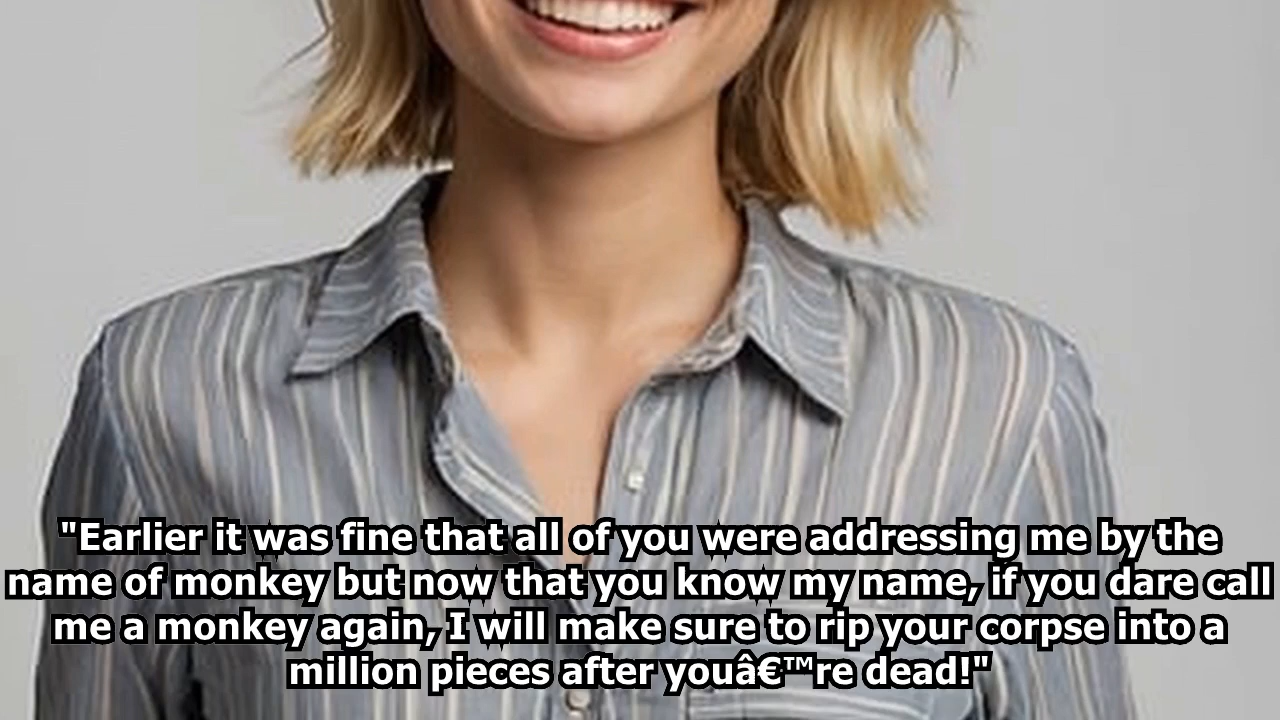 "Earlier it was fine that all of you were addressing me by the
name of monkey but now that you know my name, if you dare call
me a monkey again, I will make sure to rip your corpse into a
million pieces after youâ€™re dead!"